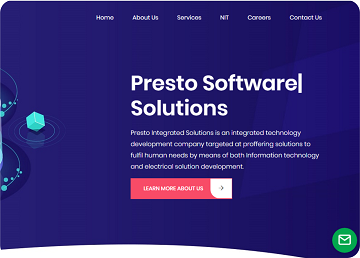 Home About Us Services NIT Careers Contact Us
Presto Software|
Solutions
Presto Integrated Solutions is an integrated technology
development company targeted at proffering solutions to
fulfil human needs by means of both Information technology
and electrical solution development.
LEARN MORE ABOUT US